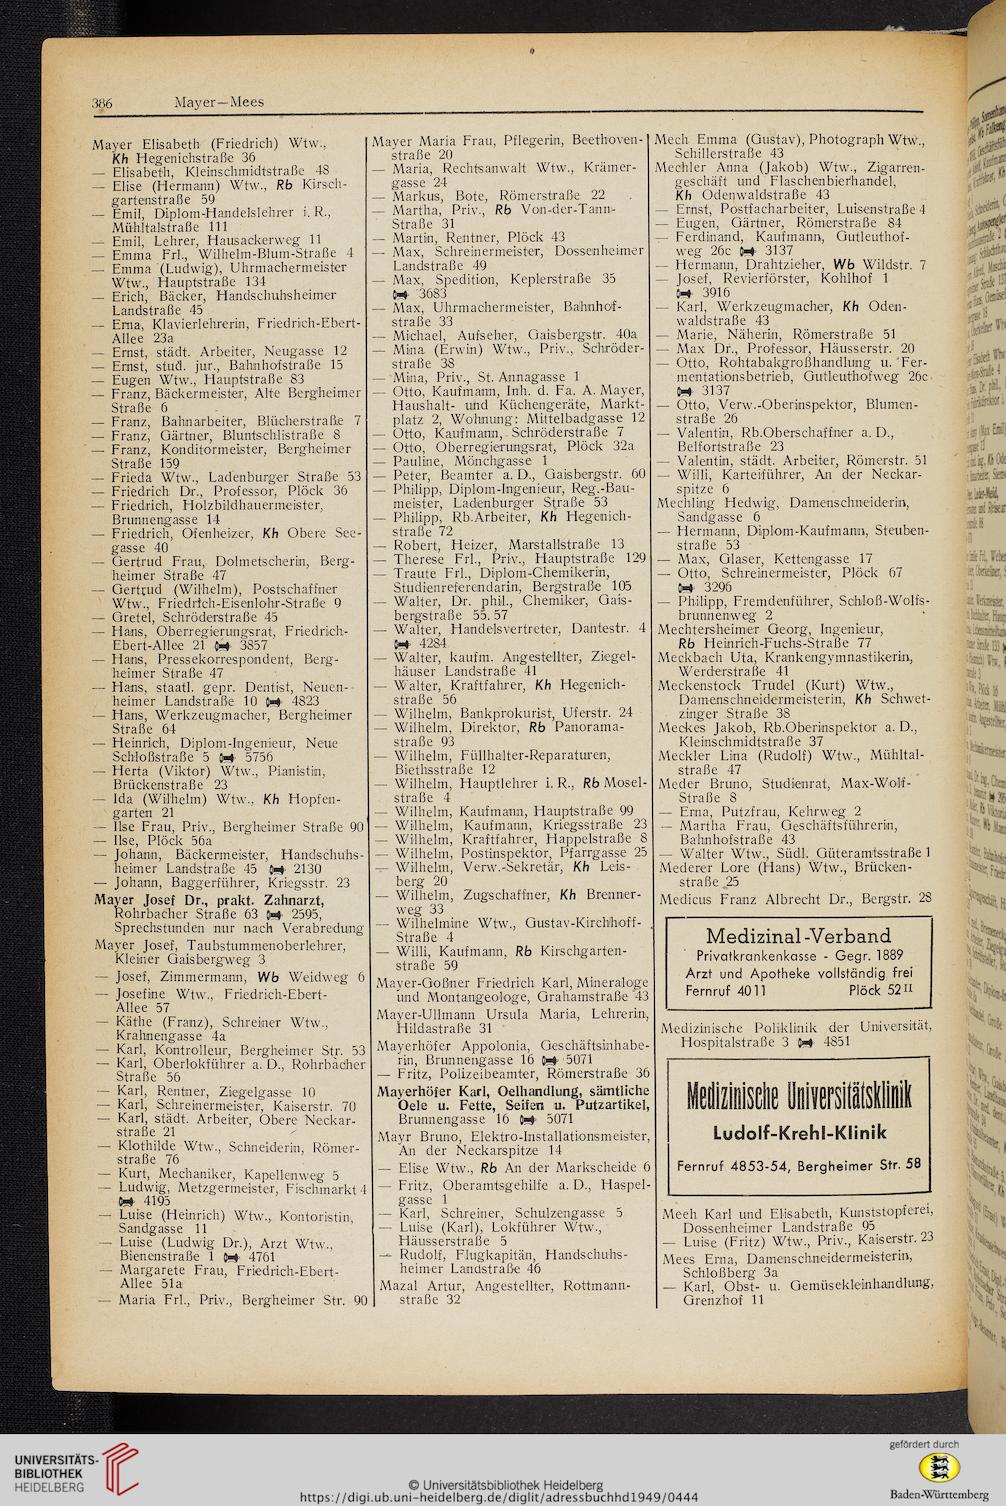 386 Mayer—Mees
Mayer Elisabeth (Friedrich) Wtw.,
Kh Hegenichstraße 36
— Elisabeth, Kleinschmidtstraße 48
— Elise (Hermann) Wtw., Rb Kirsch-
gartenstraße 59
— Emil, Diplom-Handelslehrer i. R.,
Mühltalstraße 111
— Emil, Lehrer, Hausackerweg 11
— Emma Frl., Wilhelm-Blum-Straße 4
— Emma (Ludwig), Uhrmachermeister
Wtw., Hauptstraße 134
— Erich, Bäcker, Handschuhsheimer
Landstraße 45
— Erna, Klavierlehrerin, Friedrich-Ebert-
Allee 23a
— Ernst, städt. Arbeiter, Neugasse 12
— Ernst, stud. jur., Bahnhofstraße 15
— Eugen Wtw., Hauptstraße 83
— Franz, Bäckermeister, Alte Bergheimer
Straße 6
— Franz, Bahnarbeiter, Blücherstraße 7
— Franz, Gärtner, Bluntschlistraße 8
— Franz, Konditormeister, Bergheimer
Straße 159
— Frieda Wtw., Ladenburger Straße 53
— Friedrich Dr., Professor, Plöck 36
— Friedrich, Holzbildhauermeister,
Brunnengasse 14
— Friedrich, Ofenheizer, Kh Obere See-
gasse 40
— Gertrud Frau, Dolmetscherin, Berg-
heimer Straße 47
— Gertrud (Wilhelm), Postschaffner
Wtw., Friedrich-Eisenlohr-Straße 9
— Gretel, Schröderstraße 45
— Hans, Oberregierungsrat, Friedrich-
Ebert-Allee 21 3857
— Hans, Pressekorrespondent, Berg-
heimer Straße 47
— Hans, staatl. gepr. Dentist, Neuen-
heimer Landstraße 10 4823
— Hans, Werkzeugmacher, Bergheimer
Straße 64
— Heinrich, Diplom-Ingenieur, Neue
Schloßstraße 5 5756
— Herta (Viktor) Wtw., Pianistin,
Brückenstraße 23
— Ida (Wilhelm) Wtw., Kh Hopfen-
garten 21
— Ilse Frau, Priv., Bergheimer Straße 90
— Ilse, Plöck 56a
— Johann, Bäckermeister, Handschuhs-
heimer Landstraße 45 2130
— Johann, Baggerführer, Kriegsstr. 23
Mayer Josef Dr., prakt. Zahnarzt,
Rohrbacher Straße 63 2595,
Sprechstunden nur nach Verabredung
Mayer Josef, Taubstummenoberlehrer,
Kleiner Gaisbergweg 3
— Josef, Zimmermann, Wb Weidweg 6
— Josefine Wtw., Friedrich-Ebert-
Allee 57
— Käthe (Franz), Schreiner Wtw.,
Krahnengasse 4a
— Karl, Kontrolleur, Bergheimer Str. 53
— Karl, Oberlokführer a. D., Rohrbacher
Straße 56
— Karl, Rentner, Ziegelgasse 10
— Karl, Schreinermeister, Kaiserstr. 70
— Karl, städt. Arbeiter, Obere Neckar-
straße 21
— Klothilde Wtw., Schneiderin, Römer-
straße 76
— Kurt, Mechaniker, Kapellenweg 5
— Ludwig, Metzgermeister, Fischmarkt 4
4195
— Luise (Heinrich) Wtw., Kontoristin,
Sandgasse 11
— Luise (Ludwig Dr.), Arzt Wtw.,
Bienenstraße 1 4761
— Margarete Frau, Friedrich-Ebert-
Allee 51a
— Maria Frl., Priv., Bergheimer Str. 90
Mayer Maria Frau, Pflegerin, Beethoven-
straße 20
— Maria, Rechtsanwalt Wtw., Krämer-
gasse 24
— Markus, Bote, Römerstraße 22
— Martha, Priv., Rb Von-der-Tann-
Straße 31
— Martin, Rentner, Plöck 43
— Max, Schreinermeister, Dossenheimer
Landstraße 49
— Max, Spedition, Keplerstraße 35
3683
— Max, Uhrmachermeister, Bahnhof-
straße 33
— Michael, Aufseher, Gaisbergstr. 40a
— Mina (Erwin) Wtw., Priv., Schröder-
straße 38
— Mina, Priv., St. Annagasse 1
— Otto, Kaufmann, Inh. d. Fa. A. Mayer,
Haushalt- und Küchengeräte, Markt-
platz 2, Wohnung: Mittelbadgasse 12
— Otto, Kaufmann, Schröderstraße 7
— Otto, Oberregierungsrat, Plöck 32a
— Pauline, Mönchgasse 1
— Peter, Beamter a. D., Gaisbergstr. 60
— Philipp, Diplom-Ingenieur, Reg.-Bau-
meister, Ladenburger Straße 53
— Philipp, Rb.Arbeiter, Kh Hegenich-
straße 72
— Robert, Heizer, Marstallstraße 13
— Therese Frl., Priv., Hauptstraße 129
— Traute Frl., Diplom-Chemikerin,
Studienreferendarin, Bergstraße 105
— Walter, Dr. phil., Chemiker, Gais-
bergstraße 55.57
— Walter, Handelsvertreter, Dantestr. 4
4284
— Walter, kaufm. Angestellter, Ziegel-
häuser Landstraße 41
— Walter, Kraftfahrer, Kh Hegenich-
straße 56
— Wilhelm, Bankprokurist, Uferstr. 24
— Wilhelm, Direktor, Rb Panorama-
straße 93
— Wilhelm, Füllhalter-Reparaturen,
Biethsstraße 12
— Wilhelm, Hauptlehrer i. R., Rb Mosel-
straße 4
— Wilhelm, Kaufmann, Hauptstraße 99
— Wilhelm, Kaufmann, Kriegsstraße 23
— Wilhelm, Kraftfahrer, Happelstraße 8
— Wilhelm, Postinspektor, Pfarrgasse 25
— Wilhelm, Verw.-Sekretär, Kh Leis-
berg 20
— Wilhelm, Zugschaffner, Kh Brenner-
weg 33
— Wilhelmine Wtw., Gustav-Kirchhoff-
Straße 4
— Willi, Kaufmann, Rb Kirschgarten-
straße 59
Mayer-Goßner Friedrich Karl, Mineraloge
und Montangeologe, Grahamstraße 43
Mayer-Ullmann Ursula Maria, Lehrerin,
Hildastraße 31
Mayerhöfer Appolonia, Geschäftsinhabe-
rin, Brunnengasse 16 5071
— Fritz, Polizeibeamter, Römerstraße 36
Mayerhöfer Karl, Oelhandlung, sämtliche
Oele u. Fette, Seifen u. Putzartikel,
Brunnengasse 16 5071
Mayr Bruno, Elektro-Installationsmeister,
An der Neckarspitze 14
— Elise Wtw., Rb An der Markscheide 6
— Fritz, Oberamtsgehilfe a. D., Haspel-
gasse 1
— Karl, Schreiner, Schulzengasse 5
— Luise (Karl), Lokführer Wtw.,
Häusserstraße 5
— Rudolf, Flugkapitän, Handschuhs-
heimer Landstraße 46
Mazal Artur, Angestellter, Rottmann-
straße 32
Mech Emma (Gustav), Photograph Wtw.,
Schillerstraße 43
Mechler Anna (Jakob) Wtw., Zigarren-
geschäft und Flaschenbierhandel,
Kh Odenwaldstraße 43
— Ernst, Postfacharbeiter, Luisenstraße 4
— Eugen, Gärtner, Römerstraße 84
— Ferdinand, Kaufmann, Gutleuthof-
weg 26c 3137
— Hermann, Drahtzieher, Wb Wildstr. 7
— Josef, Revierförster, Kohlhof 1
3916
— Karl, Werkzeugmacher, Kh Oden-
waldstraße 43
— Marie, Näherin, Römerstraße 51
— Max Dr., Professor, Häusserstr. 20
— Otto, Rohtabakgroßhandlung u. Fer-
mentationsbetrieb, Gutleuthofweg 26c
3137
— Otto, Verw.-Oberinspektor, Blumen-
straße 26
— Valentin, Rb.Oberschaffner a. D.,
Belfortstraße 23
— Valentin, städt. Arbeiter, Römerstr. 51
— Willi, Karteiführer, An der Neckar-
spitze 6
Mechling Hedwig, Damenschneiderin,
Sandgasse 6
— Hermann, Diplom-Kaufmann, Steuben-
straße 53
— Max, Glaser, Kettengasse 17
— Otto, Schreinermeister, Plöck 67
3296
— Philipp, Fremdenführer, Schloß-Wolfs-
brunnenweg 2
Mechtersheimer Georg, Ingenieur,
Rb Heinrich-Fuchs-Straße 77
Meckbach Uta, Krankengymnastikerin,
Werderstraße 41
Meckenstock Trudel (Kurt) Wtw.,
Damenschneidermeisterin, Kh Schwet-
zinger Straße 38
Meckes Jakob, Rb.Oberinspektor a. D.,
Kleinschmidtstraße 37
Meckler Lina (Rudolf) Wtw., Mühltal-
straße 47
Meder Bruno, Studienrat, Max-Wolf-
Straße 8
— Erna, Putzfrau, Kehrweg 2
— Martha Frau, Geschäftsführerin,
Bahnhofstraße 43
— Walter Wtw., Südl. Güteramtsstraße 1
Mederer Lore (Hans) Wtw., Brücken-
straße 25
Medicus Franz Albrecht Dr., Bergstr. 28
Medizinal-Verband
Privatkrankenkasse - Gegr. 1889
Arzt und Apotheke vollständig frei
Fernruf 4011 Plöck 52 II
Medizinische Poliklinik der Universität,
Hospitalstraße 3 4851
Medizinische Universitätsklinik
Ludolf-Krehl-Klinik
Fernruf 4853-54, Bergheimer Str. 58
Meeh Karl und Elisabeth, Kunststopferei,
Dossenheimer Landstraße 95
— Luise (Fritz) Wtw., Priv., Kaiserstr. 23
Mees Erna, Damenschneidermeisterin,
Schloßberg 3a
— Karl, Obst- u. Gemüsekleinhandlung,
Grenzhof 11
UNIVERSITÄTS-
BIBLIOTHEK
HEIDELBERG
© Universitätsbibliothek Heidelberg
https://digi.ub.uni-heidelberg.de/diglit/adressbuchhd1949/0444
gefördert durch
Baden-Württemberg